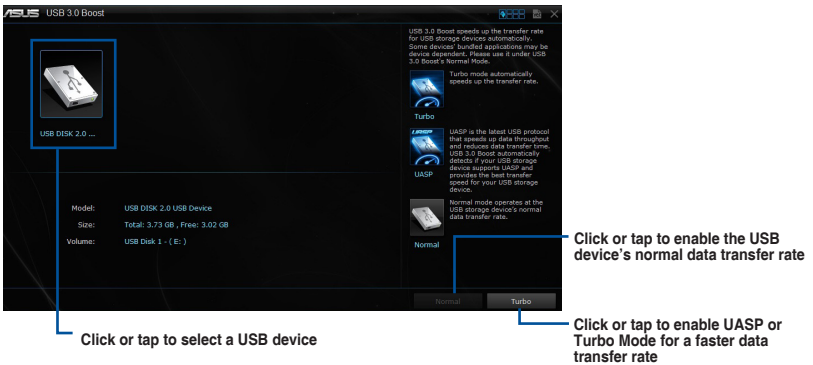 ASUS USB 3.0 Boost
USB DISK 2.0 ...
Model: USB DISK 2.0 USB Device
Size: Total: 3.73 GB , Free: 3.02 GB
Volume: USB Disk 1 - ( E: )
USB 3.0 Boost speeds up the transfer rate
for USB storage devices automatically.
Some devices' bundled applications may be
device dependent. Please use it under USB
3.0 Boost's Normal Mode.
Turbo mode automatically
speeds up the transfer rate.
Turbo
UASP
UASP is the latest USB protocol
that speeds up data throughput
and reduces data transfer time.
USB 3.0 Boost automatically
detects if your USB storage
device supports UASP and
provides the best transfer
speed for your USB storage
device.
UASP
Normal mode operates at the
USB storage device's normal
data transfer rate.
Normal
Normal Turbo
Click or tap to enable the USB
device's normal data transfer rate
Click or tap to select a USB device
Click or tap to enable UASP or
Turbo Mode for a faster data
transfer rate